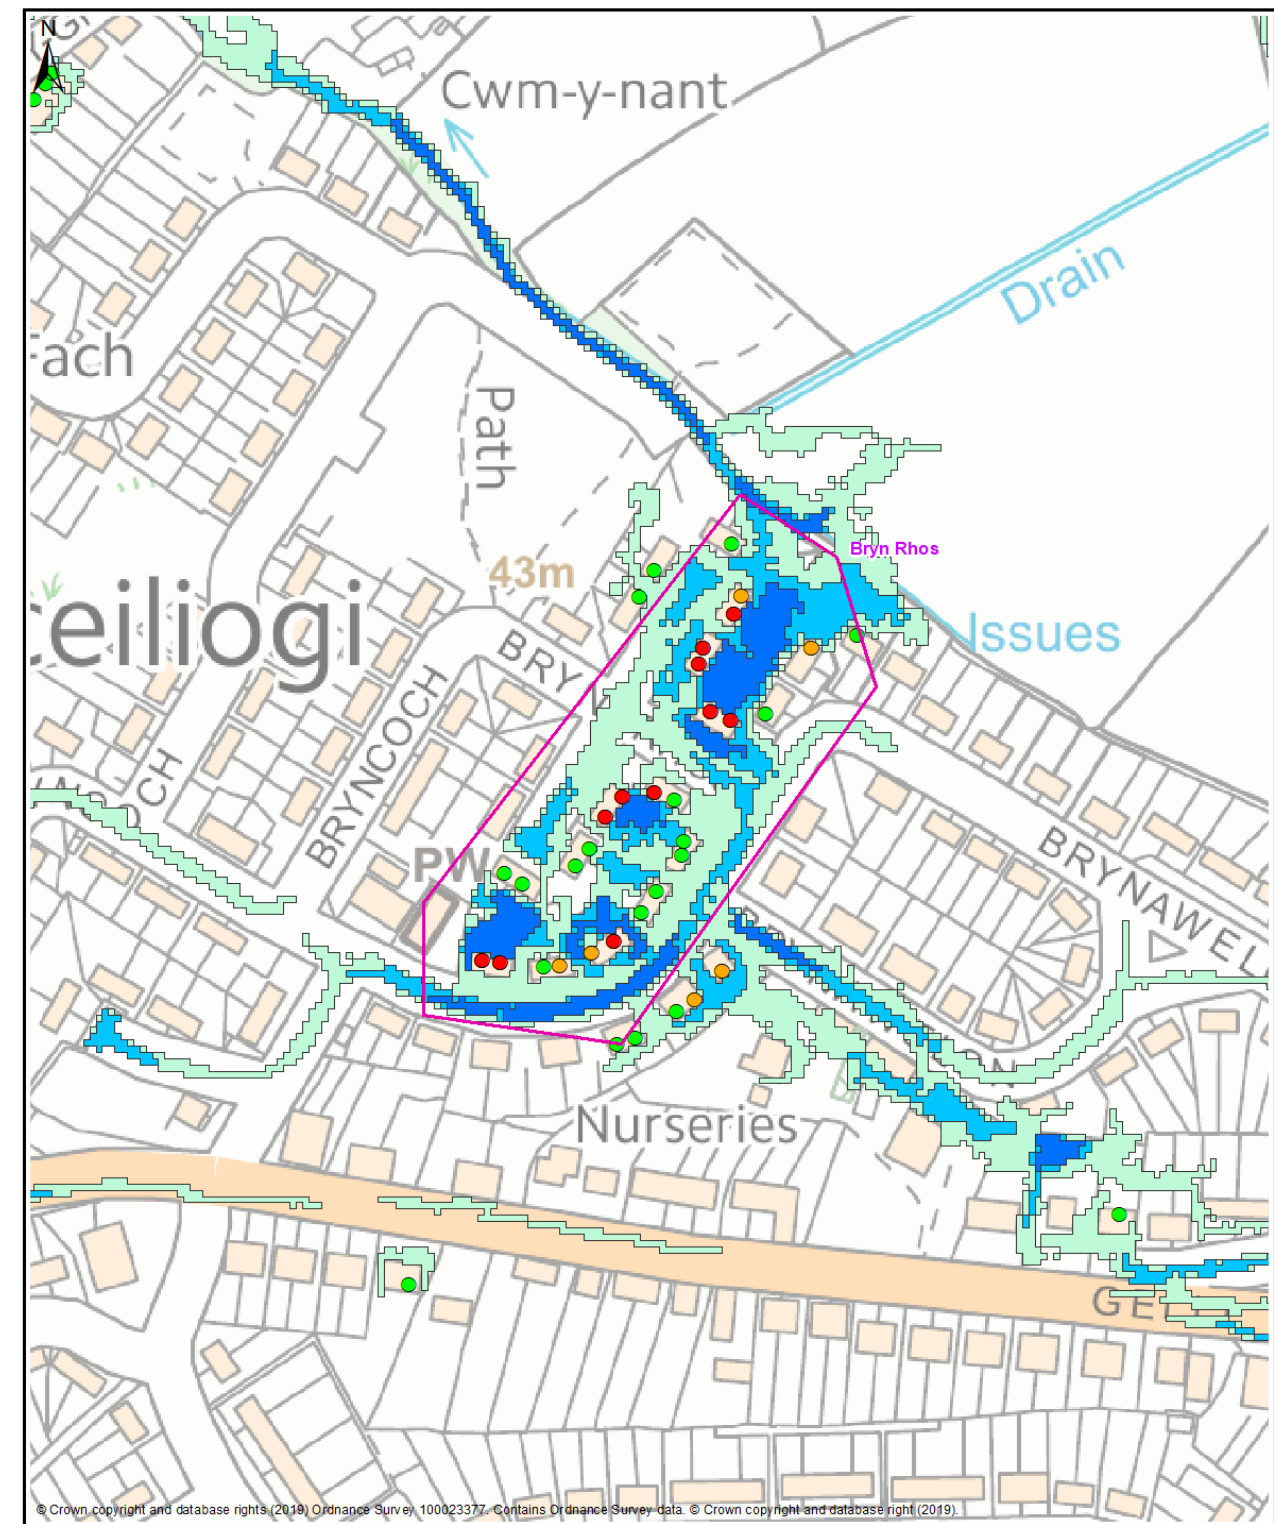 N
Cwm-y-nant
Drain
Fach
Path
Bryn Rhos
43m
Issues
eiliogi
BRY
BRYNCOCH
OCH
PW
BRYNAWEL
Nurseries
GE
© Crown copyright and database rights (2019) Ordnance Survey 100023377. Contains Ordnance Survey data. © Crown copyright and database right (2019).